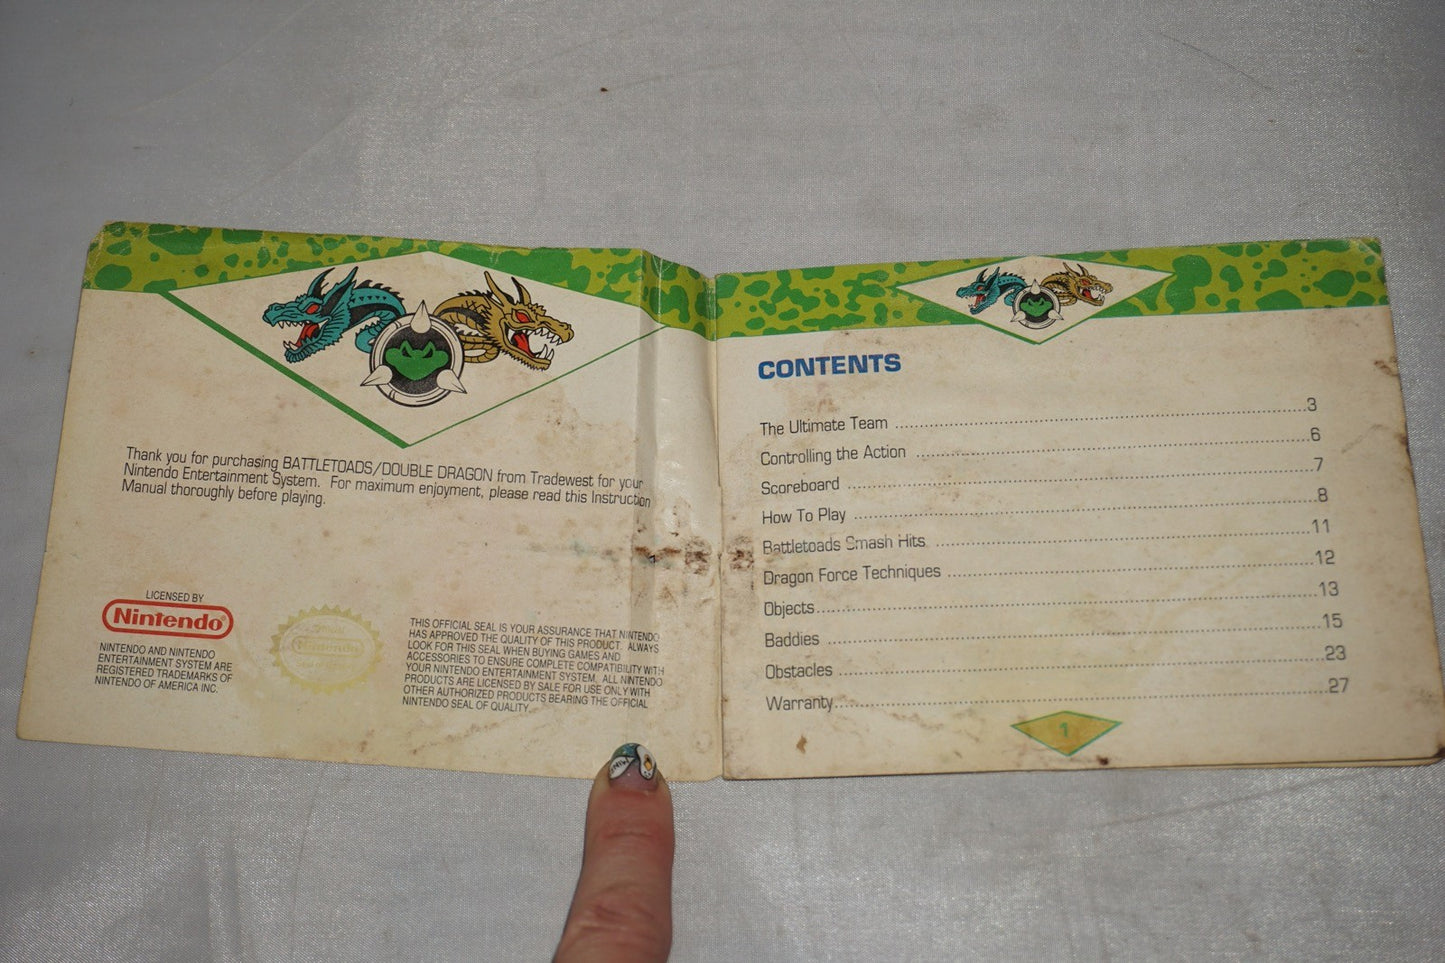 Thank you for purchasing BATTLETOADS/DOUBLE DRAGON from Tradewest for your
Nintendo Entertainment System. For maximum enjoyment, please read this Instruction
Manual thoroughly before playing.
LICENSED BY
Nintendo
NINTENDO AND NINTENDO
ENTERTAINMENT SYSTEM ARE
REGISTERED TRADEMARKS OF
NINTENDO OF AMERICA INC.
Nintendo
THIS OFFICIAL SEAL IS YOUR ASSURANCE THAT NINTENDO
HAS APPROVED THE QUALITY OF THIS PRODUCT. ALWAYS
LOOK FOR THIS SEAL WHEN BUYING GAMES AND
ACCESSORIES TO ENSURE COMPLETE COMPATIBILITY WITH
YOUR NINTENDO ENTERTAINMENT SYSTEM. ALL NINTENDO
PRODUCTS ARE LICENSED BY SALE FOR USE ONLY WITH
OTHER AUTHORIZED PRODUCTS BEARING THE OFFICIAL
NINTENDO SEAL OF QUALITY.
CONTENTS
The Ultimate Team ........ 3
Controlling the Action ........ 6
Scoreboard ........ 7
How To Play ........ 8
Battletoads Smash Hits ........ 11
Dragon Force Techniques ........ 12
Objects ........ 13
Baddies ........ 15
Obstacles ........ 23
Warranty ........ 27
1